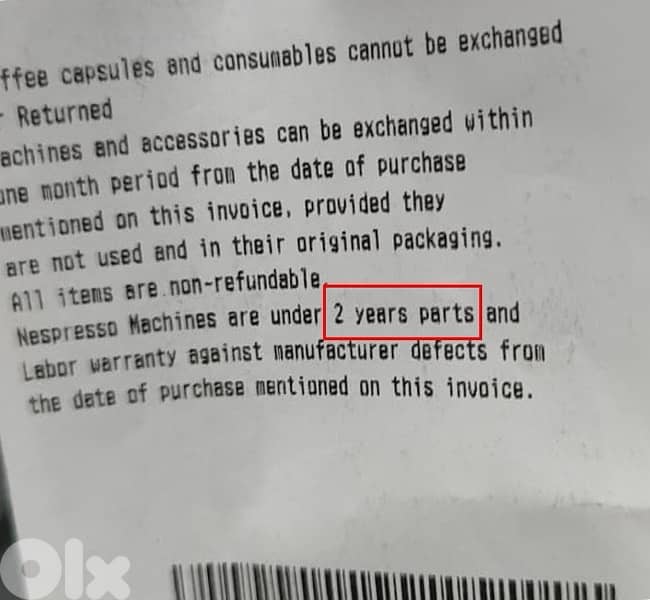 ffee capsules and consumables cannot be exchanged
r Returned
achines and accessories can be exchanged within
one month period from the date of purchase
mentioned on this invoice, provided they
are not used and in their original packaging.
All items are non-refundable.
Nespresso Machines are under 2 years parts and
Labor warranty against manufacturer defects from
the date of purchase mentioned on this invoice.
Olx